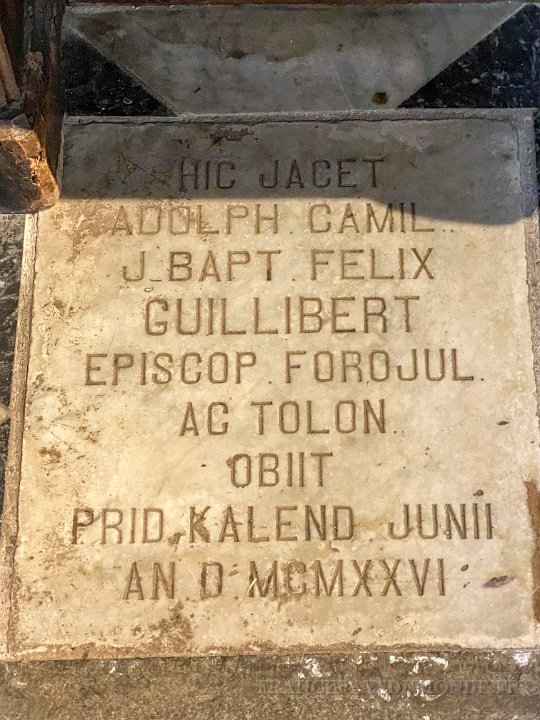 HIC JACET
ADOLPH. CAMIL.
J. BAPT. FELIX
GUILLIBERT
EPISCOP. FOROJUL.
AC TOLON.
OBIIT
PRID. KALEND. JUNII
AN. D. MCMXXVI